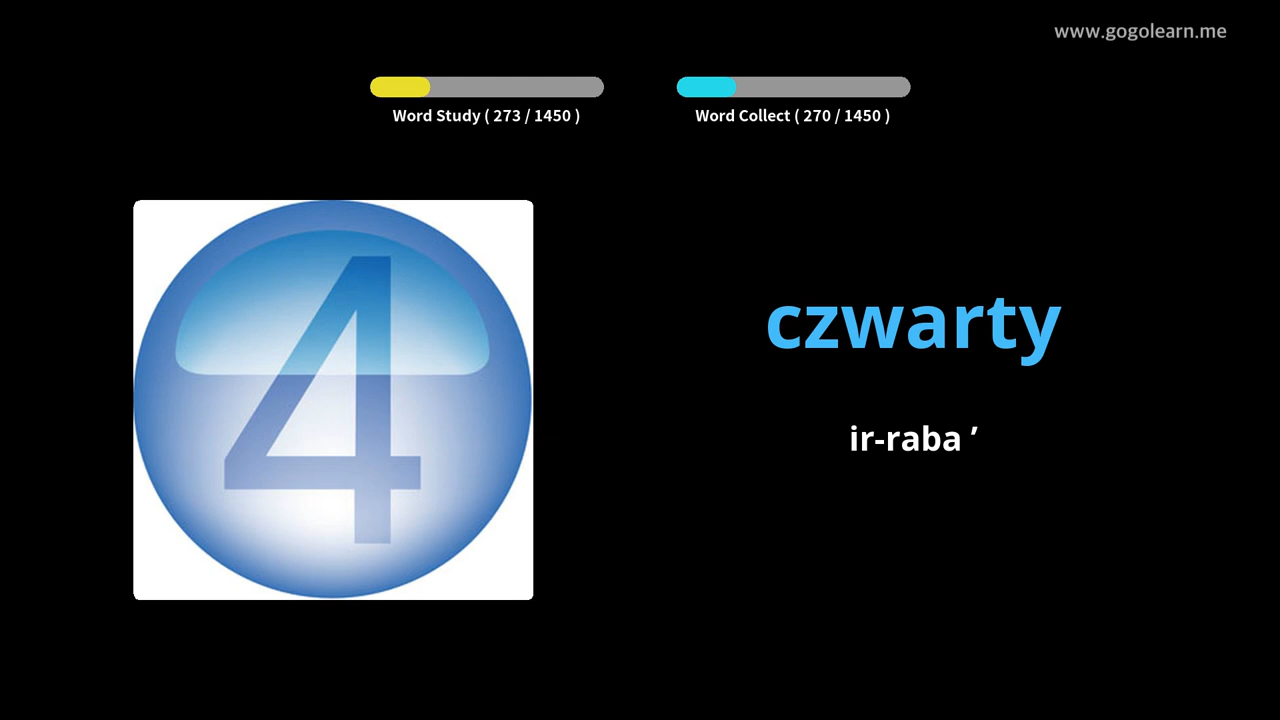 www.gogolearn.me
Word Study ( 273 / 1450 )
Word Collect ( 270 / 1450 )
4
czwarty
ir-raba ’